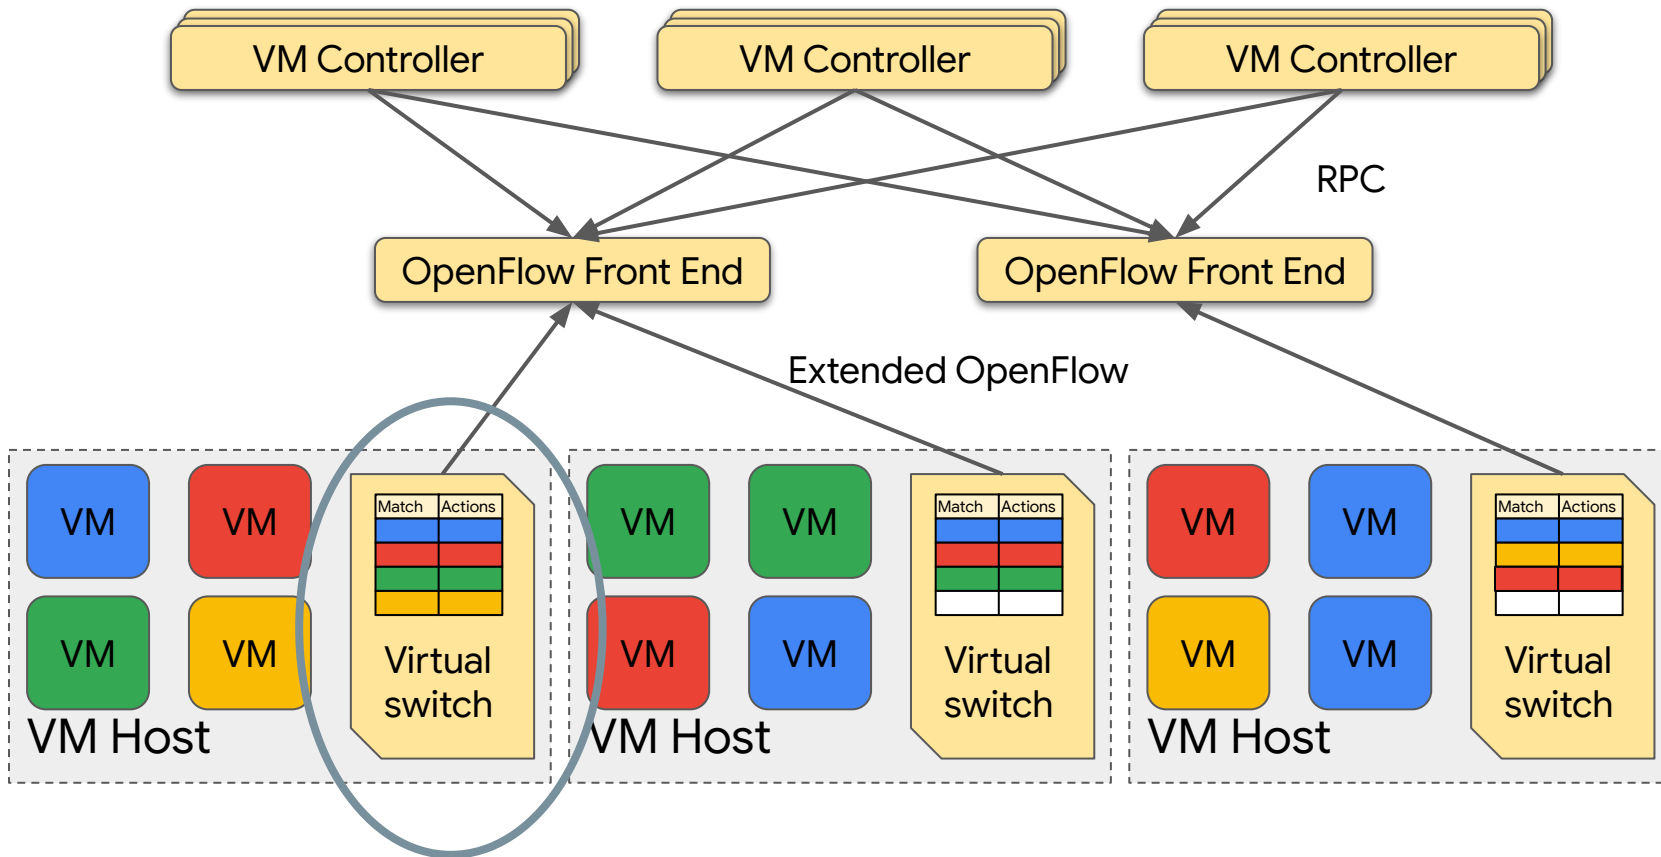 VM Controller
VM Controller
VM Controller
RPC
OpenFlow Front End
OpenFlow Front End
Extended OpenFlow
VM
VM
Match Actions
VM
VM
Virtual
switch
VM Host
VM
VM
Match Actions
VM
VM
Virtual
switch
VM Host
VM
VM
Match Actions
VM
VM
Virtual
switch
VM Host